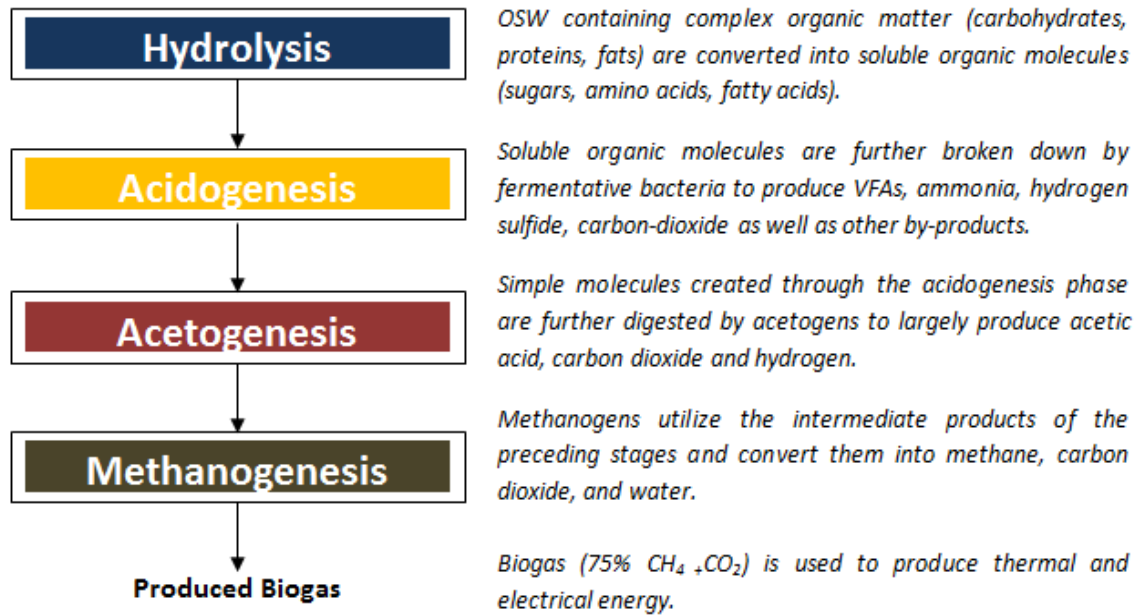 Hydrolysis
OSW containing complex organic matter (carbohydrates,
proteins, fats) are converted into soluble organic molecules
(sugars, amino acids, fatty acids).
Acidogenesis
Soluble organic molecules are further broken down by
fermentative bacteria to produce VFAs, ammonia, hydrogen
sulfide, carbon-dioxide as well as other by-products.
Acetogenesis
Simple molecules created through the acidogenesis phase
are further digested by acetogens to largely produce acetic
acid, carbon dioxide and hydrogen.
Methanogenesis
Methanogens utilize the intermediate products of the
preceding stages and convert them into methane, carbon
dioxide, and water.
Produced Biogas
Biogas (75% CH₄ ₊CO₂) is used to produce thermal and
electrical energy.